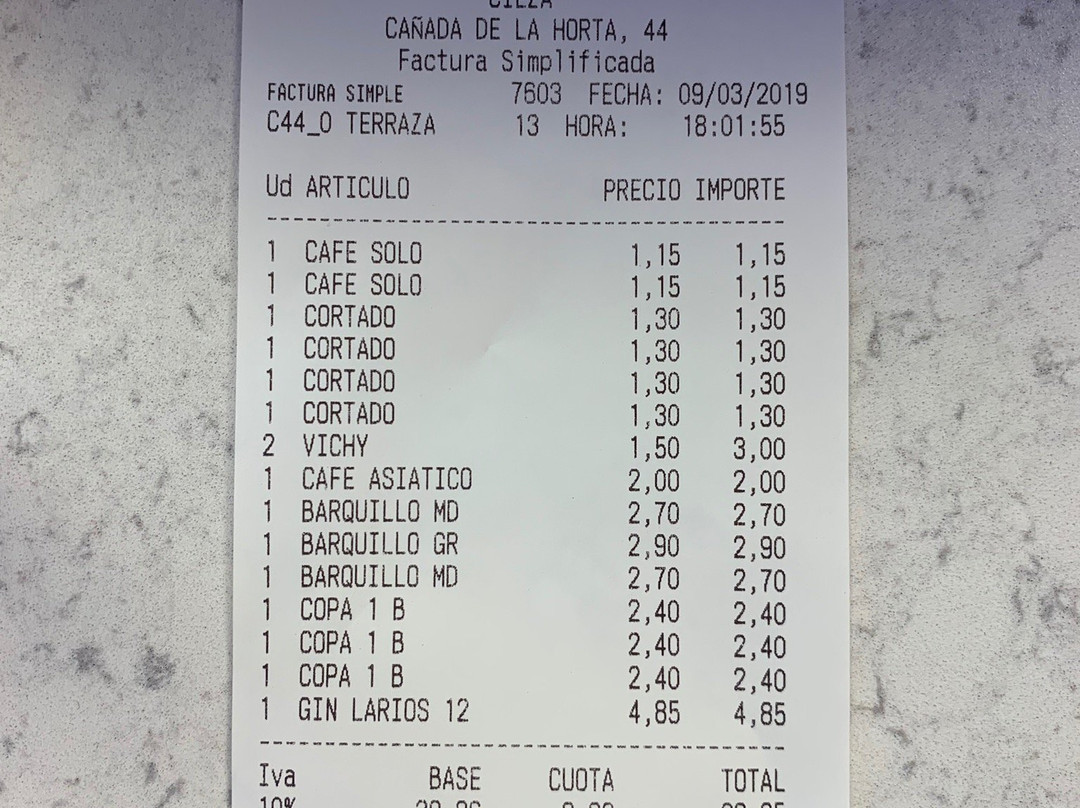 CIEZA
CAÑADA DE LA HORTA, 44
Factura Simplificada
FACTURA SIMPLE 7603 FECHA: 09/03/2019
C44_O TERRAZA 13 HORA: 18:01:55
Ud ARTICULO PRECIO IMPORTE
1 CAFE SOLO 1,15 1,15
1 CAFE SOLO 1,15 1,15
1 CORTADO 1,30 1,30
1 CORTADO 1,30 1,30
1 CORTADO 1,30 1,30
1 CORTADO 1,30 1,30
2 VICHY 1,50 3,00
1 CAFE ASIATICO 2,00 2,00
1 BARQUILLO MD 2,70 2,70
1 BARQUILLO GR 2,90 2,90
1 BARQUILLO MD 2,70 2,70
1 COPA 1 B 2,40 2,40
1 COPA 1 B 2,40 2,40
1 COPA 1 B 2,40 2,40
1 GIN LARIOS 12 4,85 4,85
Iva BASE CUOTA TOTAL
10%